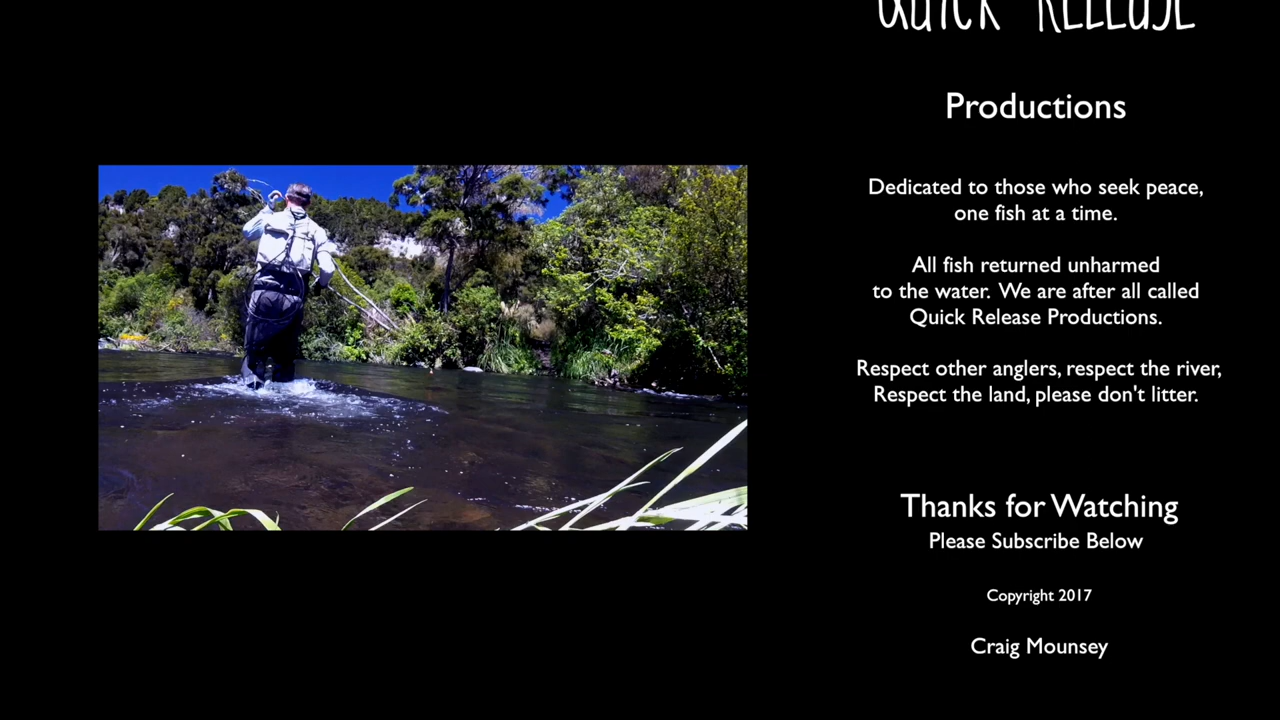 QUICK RELEASE
Productions
Dedicated to those who seek peace,
one fish at a time.
All fish returned unharmed
to the water. We are after all called
Quick Release Productions.
Respect other anglers, respect the river,
Respect the land, please don't litter.
Thanks for Watching
Please Subscribe Below
Copyright 2017
Craig Mounsey